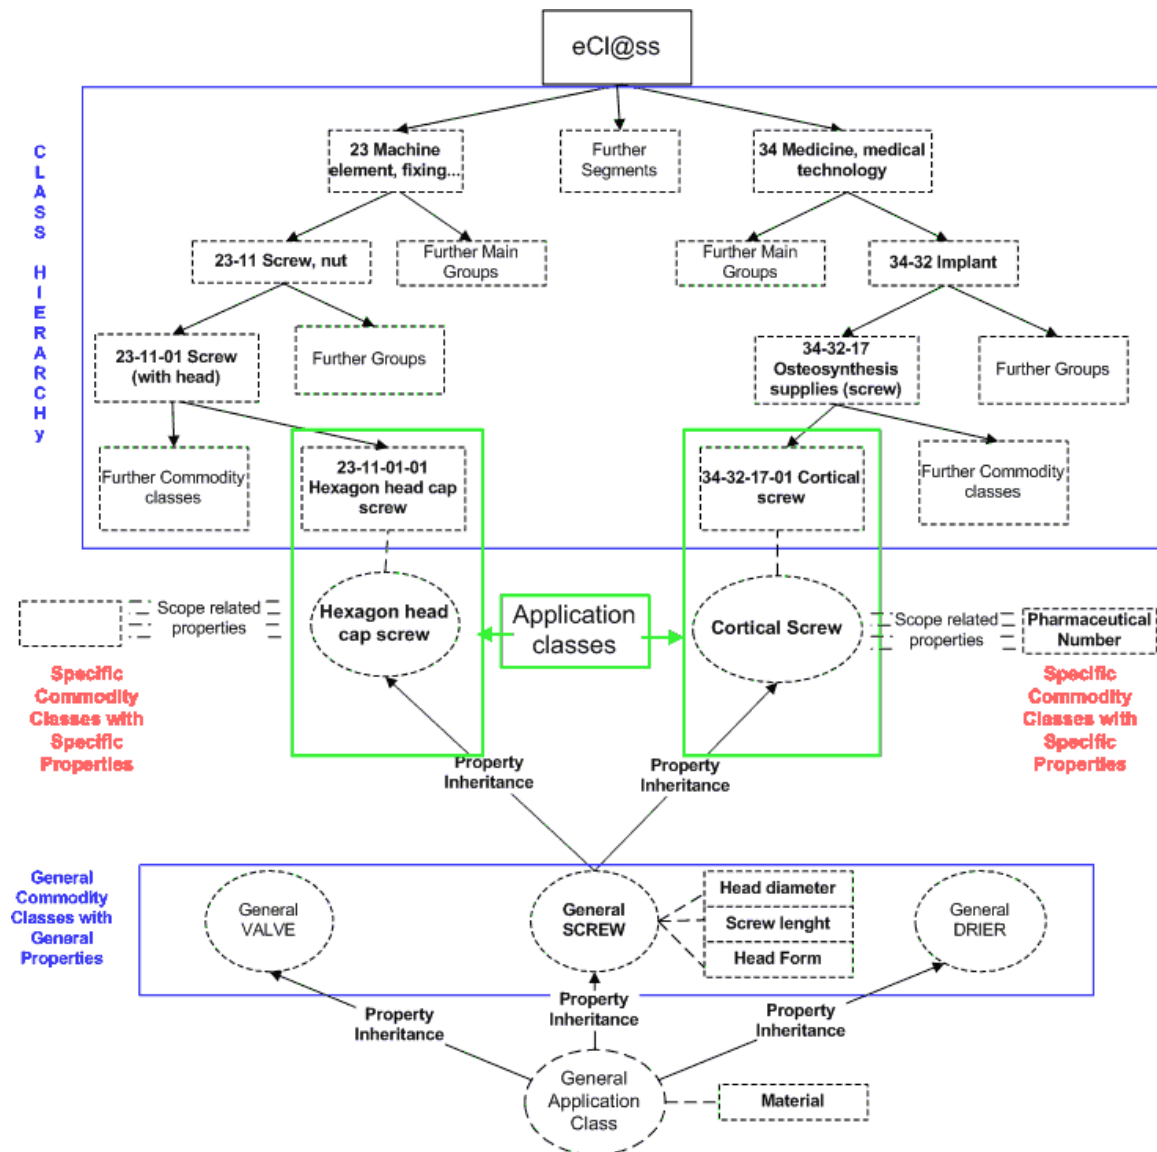 eCl@ss
CLASS HIERARCHy
23 Machine
element, fixing...
Further
Segments
34 Medicine, medical
technology
23-11 Screw, nut
Further Main
Groups
Further Main
Groups
34-32 Implant
23-11-01 Screw
(with head)
Further Groups
34-32-17
Osteosynthesis
supplies (screw)
Further Groups
Further Commodity
classes
23-11-01-01
Hexagon head cap
screw
34-32-17-01 Cortical
screw
Further Commodity
classes
Scope related
properties
Hexagon head
cap screw
Application
classes
Cortical Screw
Scope related
properties
Pharmaceutical
Number
Specific
Commodity
Classes with
Specific
Properties
Specific
Commodity
Classes with
Specific
Properties
Property
Inheritance
Property
Inheritance
General
Commodity
Classes with
General
Properties
General
VALVE
General
SCREW
Head diameter
Screw lenght
Head Form
General
DRIER
Property
Inheritance
Property
Inheritance
Property
Inheritance
General
Application
Class
Material